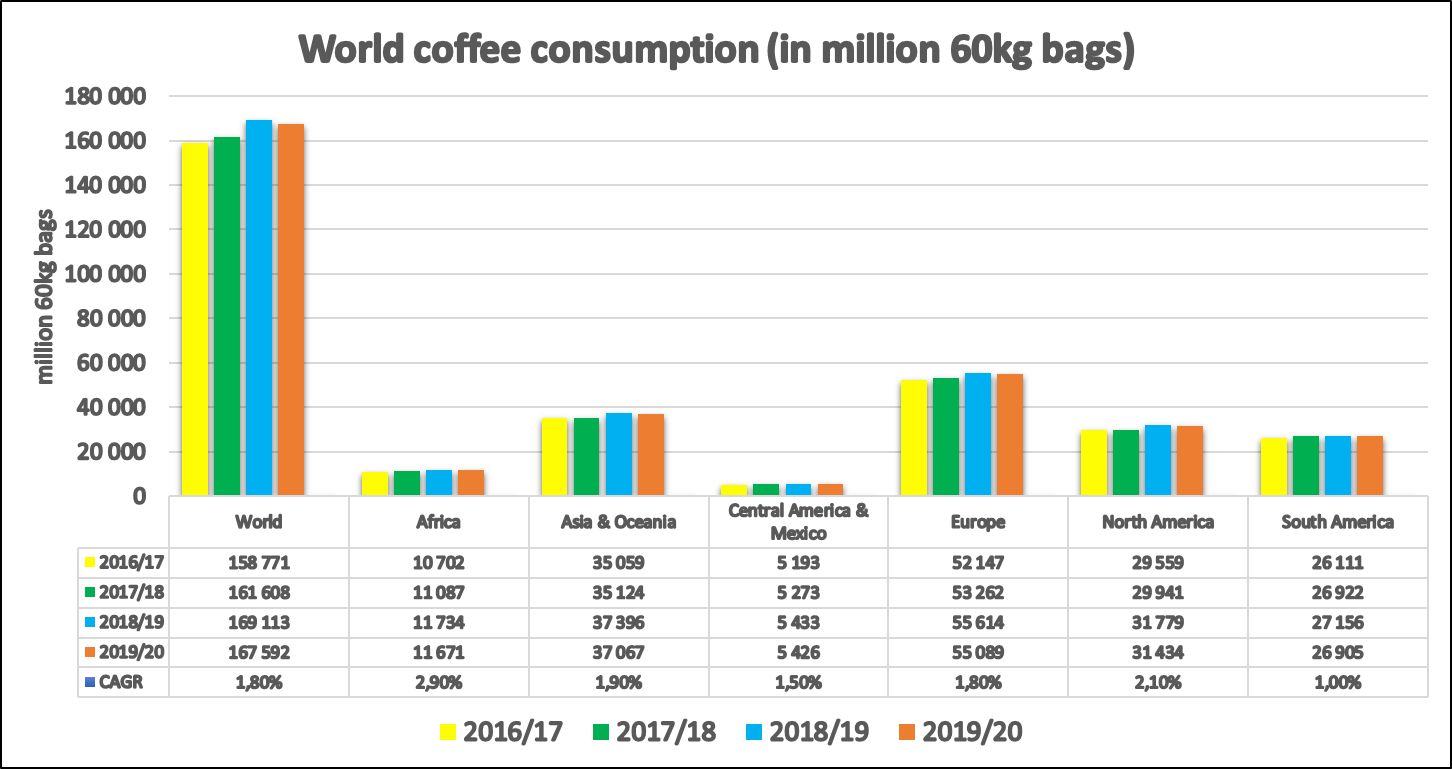 World coffee consumption (in million 60kg bags)
million 60kg bags
180 000
160 000
140 000
120 000
100 000
80 000
60 000
40 000
20 000
0
World Africa Asia & Oceania Central America & Mexico Europe North America South America
2016/17 158 771 10 702 35 059 5 193 52 147 29 559 26 111
2017/18 161 608 11 087 35 124 5 273 53 262 29 941 26 922
2018/19 169 113 11 734 37 396 5 433 55 614 31 779 27 156
2019/20 167 592 11 671 37 067 5 426 55 089 31 434 26 905
CAGR 1,80% 2,90% 1,90% 1,50% 1,80% 2,10% 1,00%
2016/17 2017/18 2018/19 2019/20